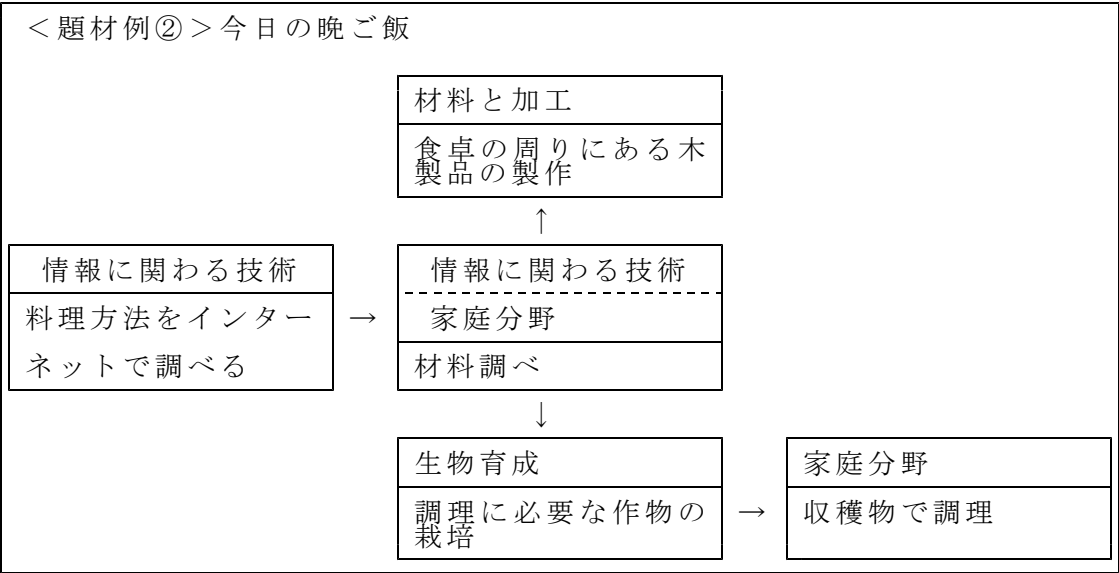 ＜題材例②＞今日の晩ご飯
材料と加工
食卓の周りにある木
製品の製作
↑
情報に関わる技術
料理方法をインター
ネットで調べる
→
情報に関わる技術
家庭分野
材料調べ
↓
生物育成
調理に必要な作物の
栽培
→
家庭分野
収穫物で調理